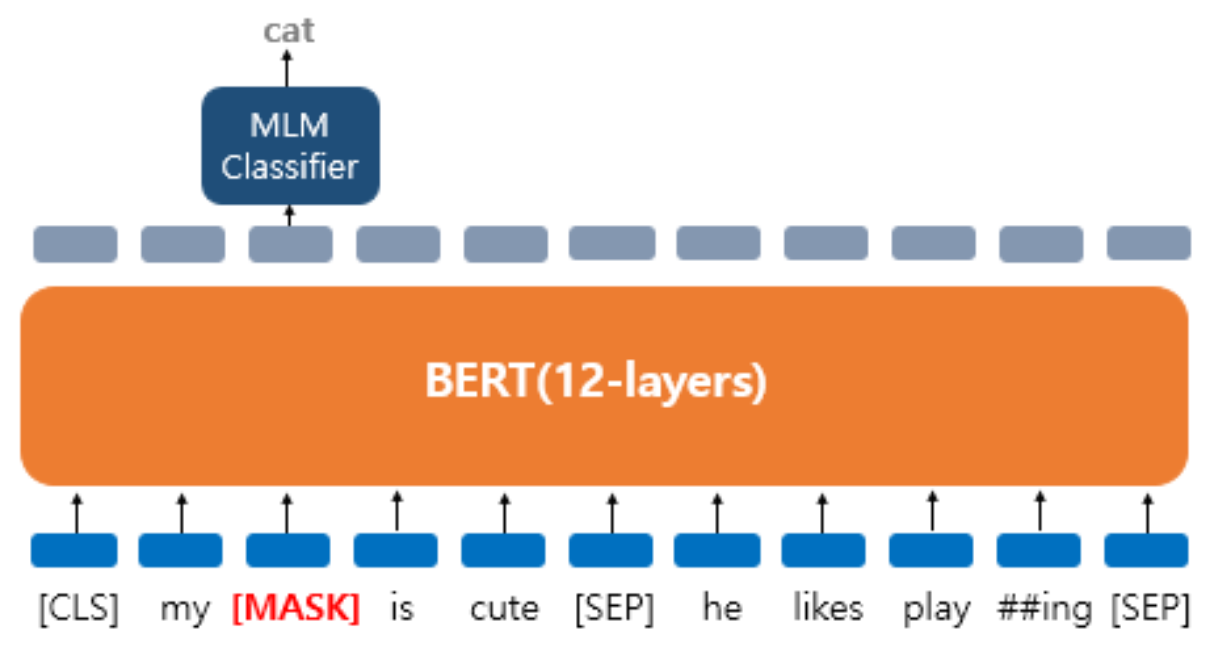 cat
MLM
Classifier
BERT(12-layers)
[CLS] my [MASK] is cute [SEP] he likes play ##ing [SEP]